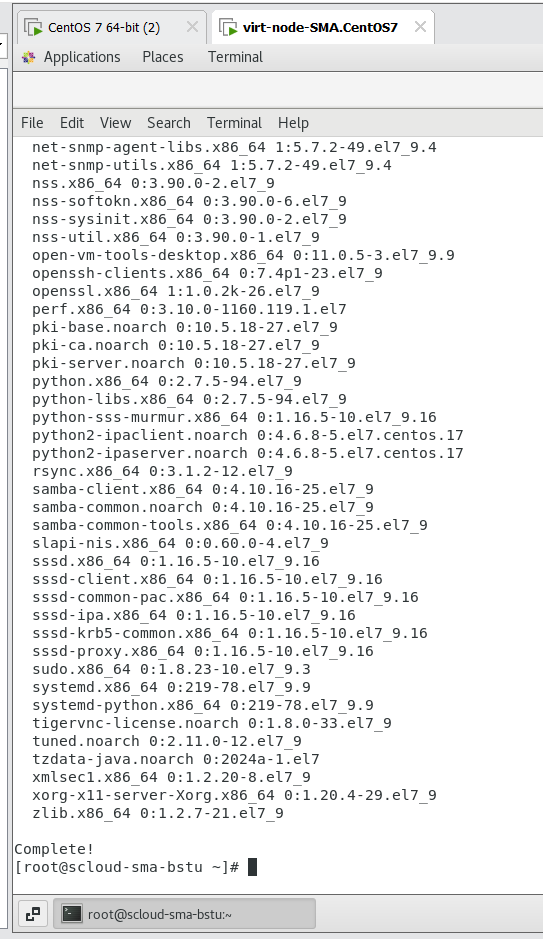 CentOS 7 64-bit (2)
virt-node-SMA.CentOS7
Applications Places Terminal
File Edit View Search Terminal Help
net-snmp-agent-libs.x86_64 1:5.7.2-49.el7_9.4
net-snmp-utils.x86_64 1:5.7.2-49.el7_9.4
nss.x86_64 0:3.90.0-2.el7_9
nss-softokn.x86_64 0:3.90.0-6.el7_9
nss-sysinit.x86_64 0:3.90.0-2.el7_9
nss-util.x86_64 0:3.90.0-1.el7_9
open-vm-tools-desktop.x86_64 0:11.0.5-3.el7_9.9
openssh-clients.x86_64 0:7.4p1-23.el7_9
openssl.x86_64 1:1.0.2k-26.el7_9
perf.x86_64 0:3.10.0-1160.119.1.el7
pki-base.noarch 0:10.5.18-27.el7_9
pki-ca.noarch 0:10.5.18-27.el7_9
pki-server.noarch 0:10.5.18-27.el7_9
python.x86_64 0:2.7.5-94.el7_9
python-libs.x86_64 0:2.7.5-94.el7_9
python-sss-murmur.x86_64 0:1.16.5-10.el7_9.16
python2-ipaclient.noarch 0:4.6.8-5.el7.centos.17
python2-ipaserver.noarch 0:4.6.8-5.el7.centos.17
rsync.x86_64 0:3.1.2-12.el7_9
samba-client.x86_64 0:4.10.16-25.el7_9
samba-common.noarch 0:4.10.16-25.el7_9
samba-common-tools.x86_64 0:4.10.16-25.el7_9
slapi-nis.x86_64 0:0.60.0-4.el7_9
sssd.x86_64 0:1.16.5-10.el7_9.16
sssd-client.x86_64 0:1.16.5-10.el7_9.16
sssd-common-pac.x86_64 0:1.16.5-10.el7_9.16
sssd-ipa.x86_64 0:1.16.5-10.el7_9.16
sssd-krb5-common.x86_64 0:1.16.5-10.el7_9.16
sssd-proxy.x86_64 0:1.16.5-10.el7_9.16
sudo.x86_64 0:1.8.23-10.el7_9.3
systemd.x86_64 0:219-78.el7_9.9
systemd-python.x86_64 0:219-78.el7_9.9
tigervnc-license.noarch 0:1.8.0-33.el7_9
tuned.noarch 0:2.11.0-12.el7_9
tzdata-java.noarch 0:2024a-1.el7
xmlsec1.x86_64 0:1.2.20-8.el7_9
xorg-x11-server-Xorg.x86_64 0:1.20.4-29.el7_9
zlib.x86_64 0:1.2.7-21.el7_9
Complete!
[root@scloud-sma-bstu ~]#
root@scloud-sma-bstu:~